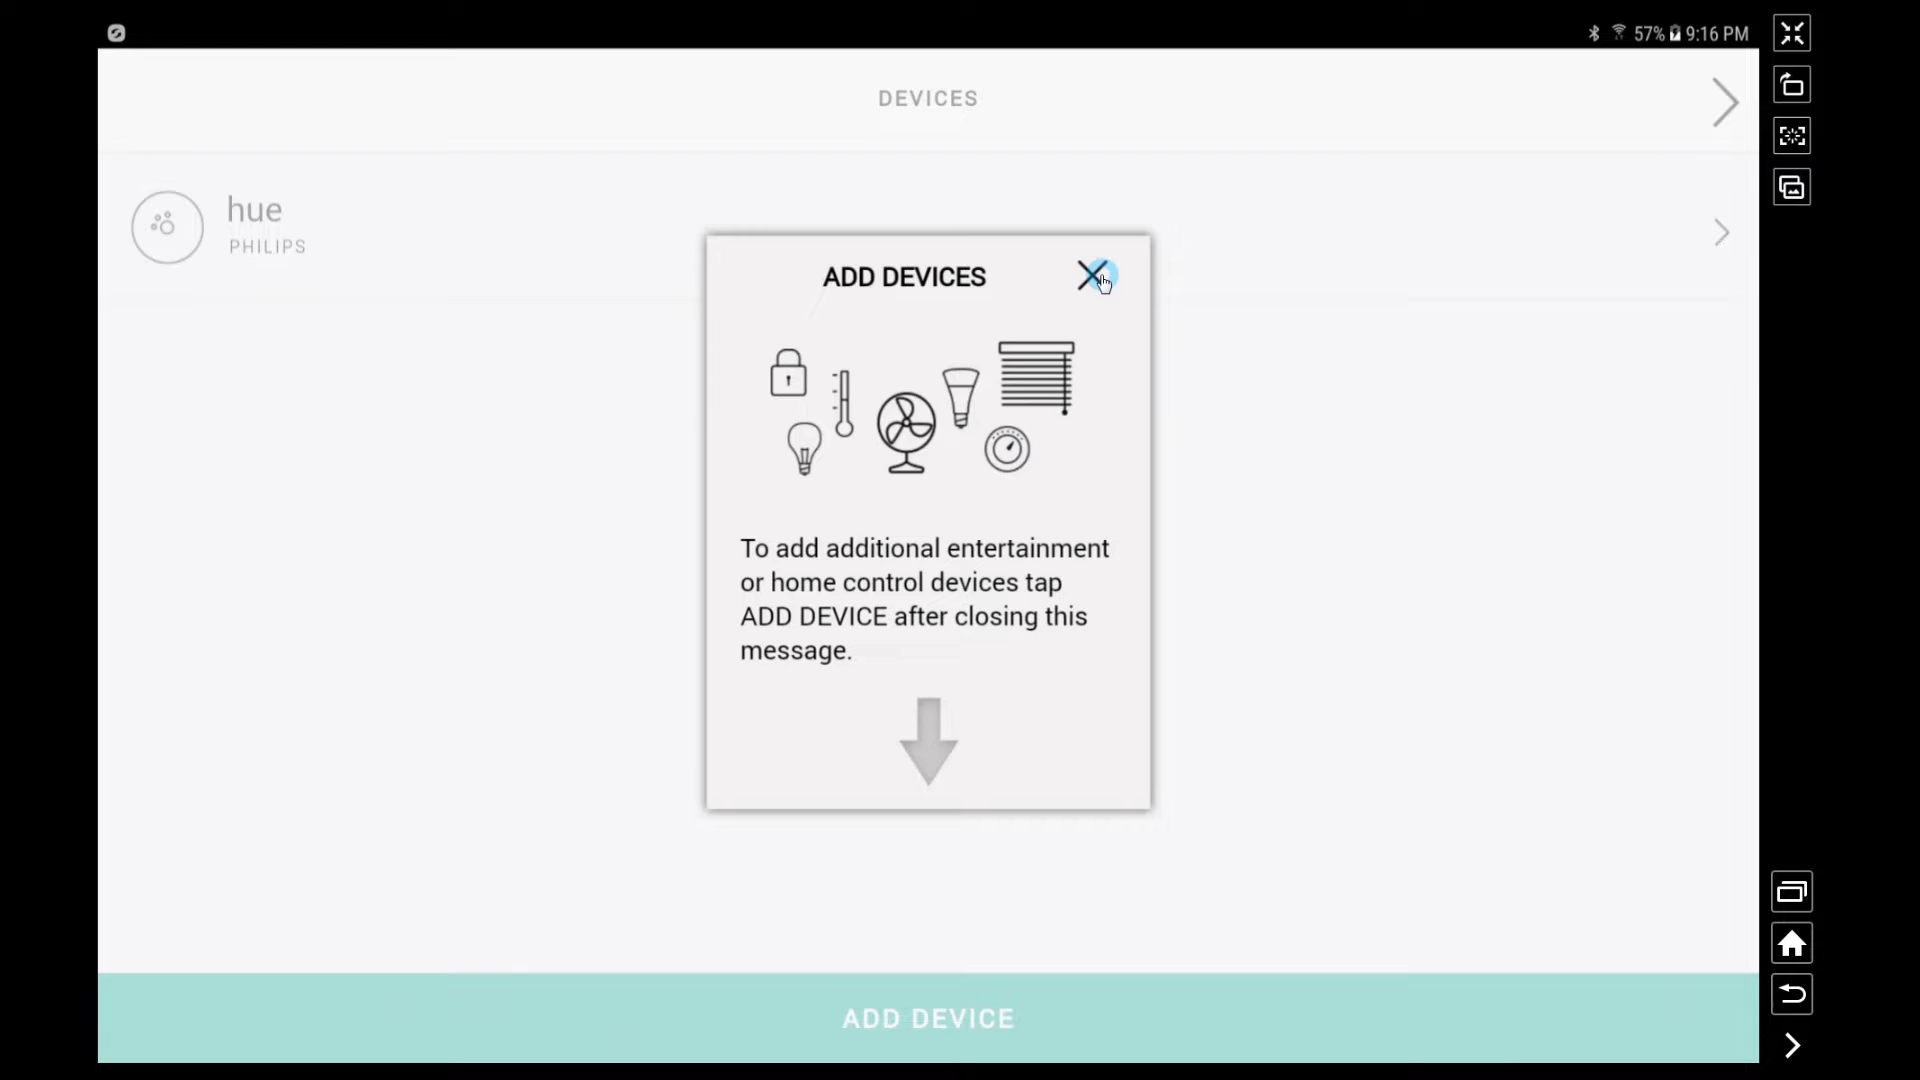 57% 9:16 PM
DEVICES
hue
PHILIPS
ADD DEVICES
To add additional entertainment
or home control devices tap
ADD DEVICE after closing this
message.
ADD DEVICE